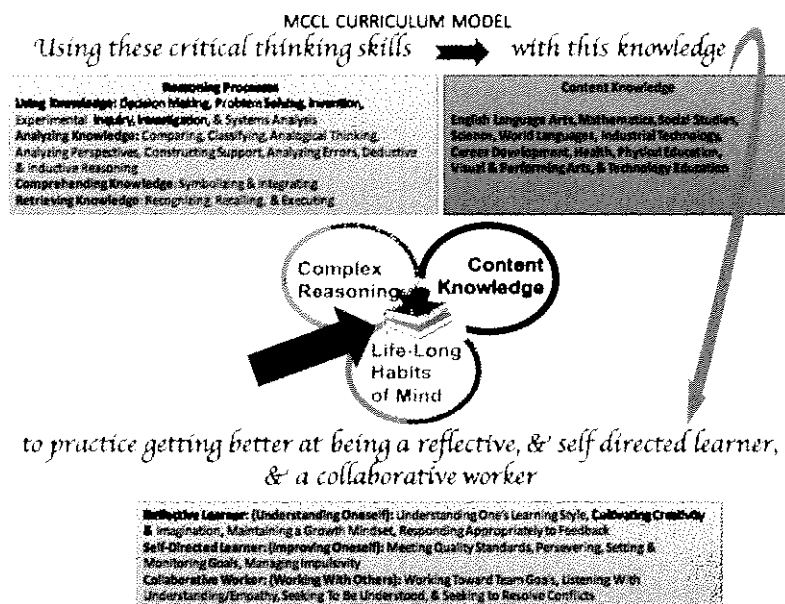 MCCL CURRICULUM MODEL
Using these critical thinking skills
with this knowledge
Reasoning Processes
Using Knowledge: Decision Making, Problem Solving, Invention,
Experimental Inquiry, Investigation, & Systems Analysis
Analyzing Knowledge: Comparing, Classifying, Analogical Thinking,
Analyzing Perspectives, Constructing Support, Analyzing Errors, Deductive
& Inductive Reasoning
Comprehending Knowledge: Symbolizing & Integrating
Retrieving Knowledge: Recognizing, Recalling, & Executing
Content Knowledge
English Language Arts, Mathematics, Social Studies,
Science, World Languages, Industrial Technology,
Career Development, Health, Physical Education,
Visual & Performing Arts, & Technology Education
Complex
Reasoning
Content
Knowledge
Life-Long
Habits
of Mind
to practice getting better at being a reflective, & self directed learner,
& a collaborative worker
Reflective Learner: (Understanding Oneself): Understanding One's Learning Style, Cultivating Creativity
& Imagination, Maintaining a Growth Mindset, Responding Appropriately to Feedback
Self-Directed Learner: (Improving Oneself): Meeting Quality Standards, Persevering, Setting &
Monitoring Goals, Managing Impulsivity
Collaborative Worker: (Working With Others): Working Toward Team Goals, Listening With
Understanding/Empathy, Seeking To Be Understood, & Seeking to Resolve Conflicts